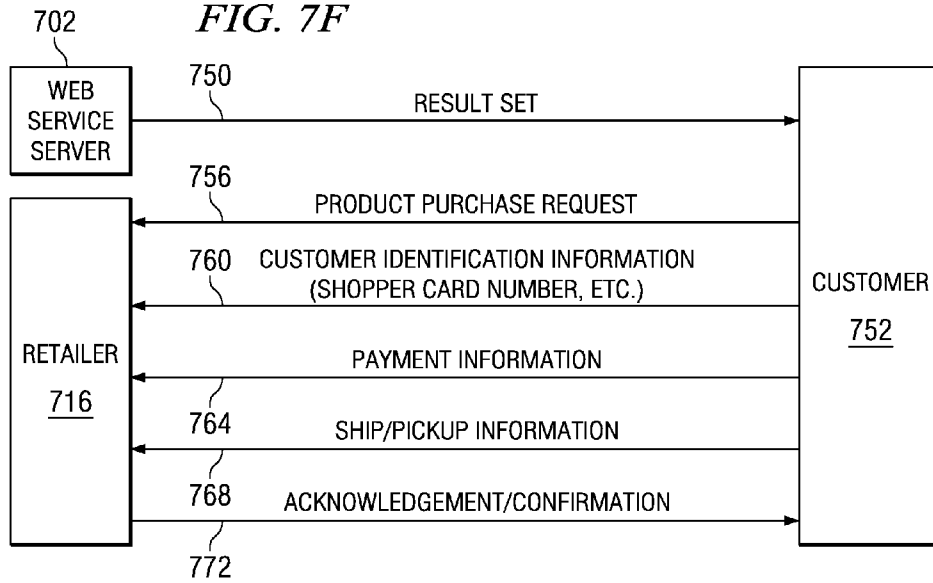 FIG. 7F
702
WEB
SERVICE
SERVER
750
RESULT SET
756
PRODUCT PURCHASE REQUEST
760
CUSTOMER IDENTIFICATION INFORMATION
(SHOPPER CARD NUMBER, ETC.)
CUSTOMER
752
RETAILER
716
PAYMENT INFORMATION
764
SHIP/PICKUP INFORMATION
768
ACKNOWLEDGEMENT/CONFIRMATION
772